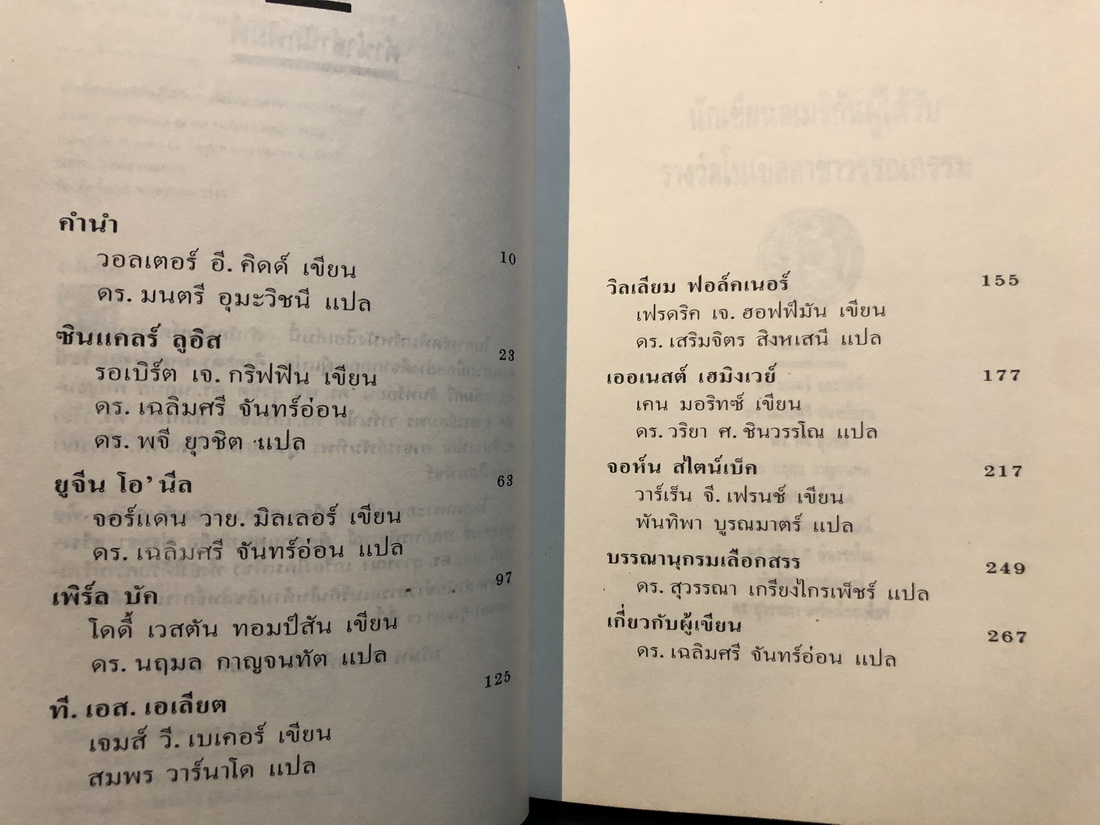 คำนำ
วอลเตอร์ อี. คิดด์ เขียน 10
ดร. มนตรี อุมะวิชนี แปล
ซินแคลร์ ลูอิส 23
รอเบิร์ต เจ. กริฟฟิน เขียน
ดร. เฉลิมศรี จันทร์อ่อน
ดร. พจี ยุวชิต แปล
ยูจีน โอ'นีล 63
จอร์แดน วาย. มิลเลอร์ เขียน
ดร. เฉลิมศรี จันทร์อ่อน แปล
เพิร์ล บัค 97
โดดี้ เวสตัน ทอมป์สัน เขียน
ดร. นฤมล กาญจนทัต แปล
ที. เอส. เอเลียต 125
เจมส์ วี. เบเคอร์ เขียน
สมพร วาร์นาโด แปล
วิลเลียม ฟอล์คเนอร์ 155
เฟรดริค เจ. ฮอฟฟ์มัน เขียน
ดร. เสริมจิตร สิงหเสนี แปล
เออเนสต์ เฮมิงเวย์ 177
เคน มอริทซ์ เขียน
ดร. วริยา ศ. ชินวรรโณ แปล
จอห์น สไตน์เบ็ค 217
วาร์เร็น จี. เฟรนช์ เขียน
พันทิพา บูรณมาตร์ แปล
บรรณานุกรมเลือกสรร 249
ดร. สุวรรณา เกรียงไกรเพ็ชร์ แปล
เกี่ยวกับผู้เขียน 267
ดร. เฉลิมศรี จันทร์อ่อน แปล